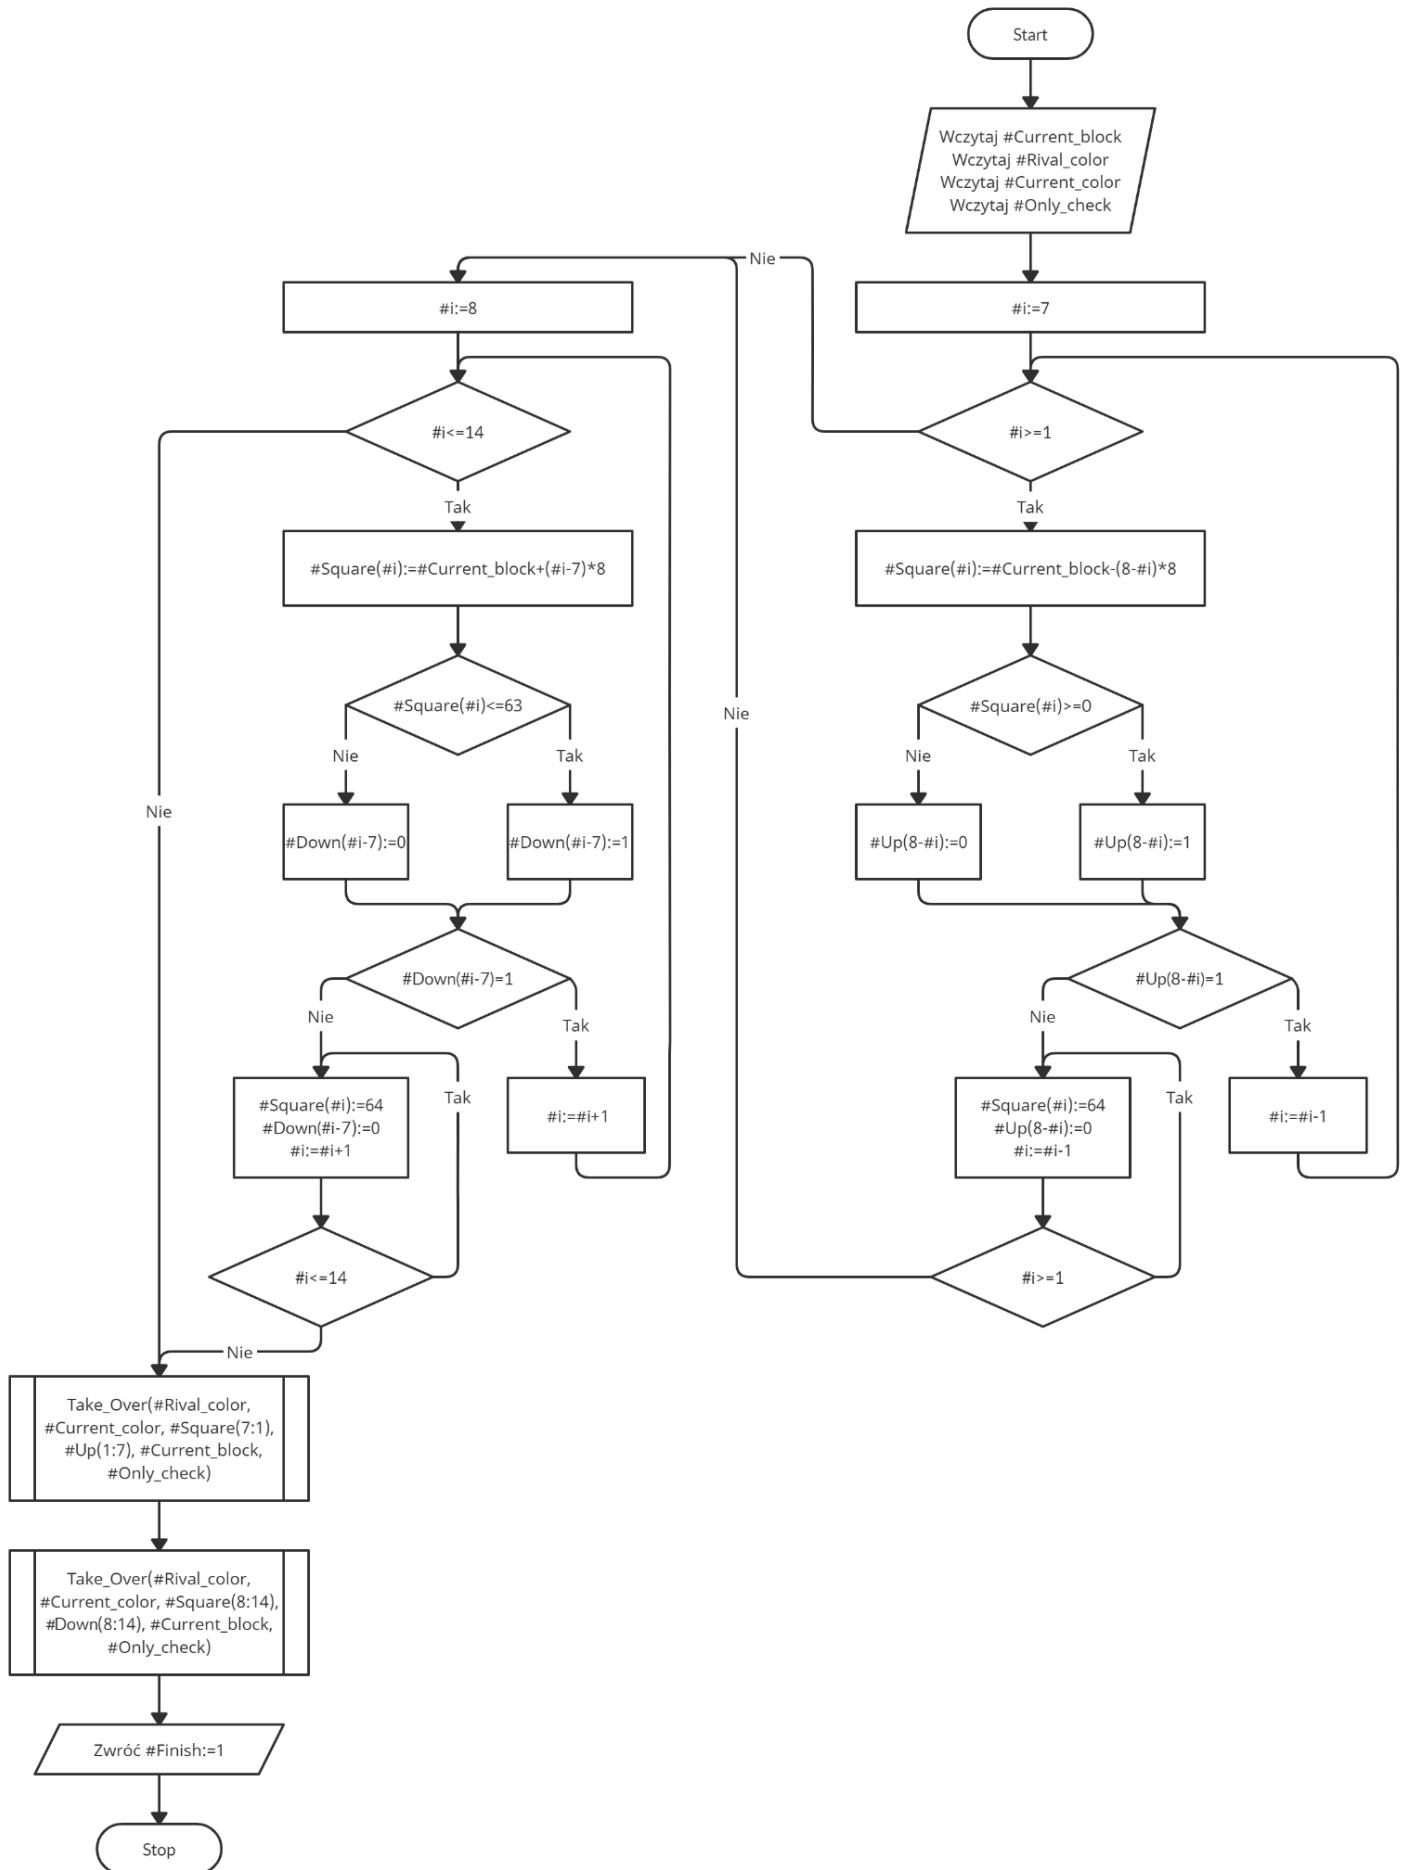 Start
Wczytaj #Current_block
Wczytaj #Rival_color
Wczytaj #Current_color
Wczytaj #Only_check
#i:=7
#i>=1
Nie
Tak
#Square(#i):=#Current_block-(8-#i)*8
#Square(#i)>=0
Nie
Tak
#Up(8-#i):=0
#Up(8-#i):=1
#Up(8-#i)=1
Nie
Tak
#Square(#i):=64
#Up(8-#i):=0
#i:=#i-1
Tak
#i:=#i-1
#i>=1
Nie
#i:=8
#i<=14
Nie
Tak
#Square(#i):=#Current_block+(#i-7)*8
#Square(#i)<=63
Nie
Tak
#Down(#i-7):=0
#Down(#i-7):=1
#Down(#i-7)=1
Nie
Tak
#Square(#i):=64
#Down(#i-7):=0
#i:=#i+1
Tak
#i:=#i+1
#i<=14
Nie
Take_Over(#Rival_color,
#Current_color, #Square(7:1),
#Up(1:7), #Current_block,
#Only_check)
Take_Over(#Rival_color,
#Current_color, #Square(8:14),
#Down(8:14), #Current_block,
#Only_check)
Zwróć #Finish:=1
Stop